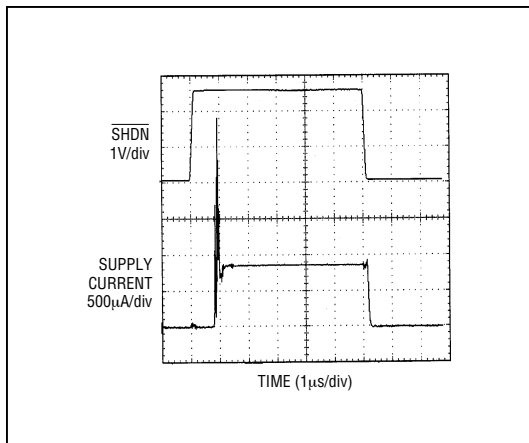 SHDN
1V/div
SUPPLY
CURRENT
500µA/div
TIME (1µs/div)